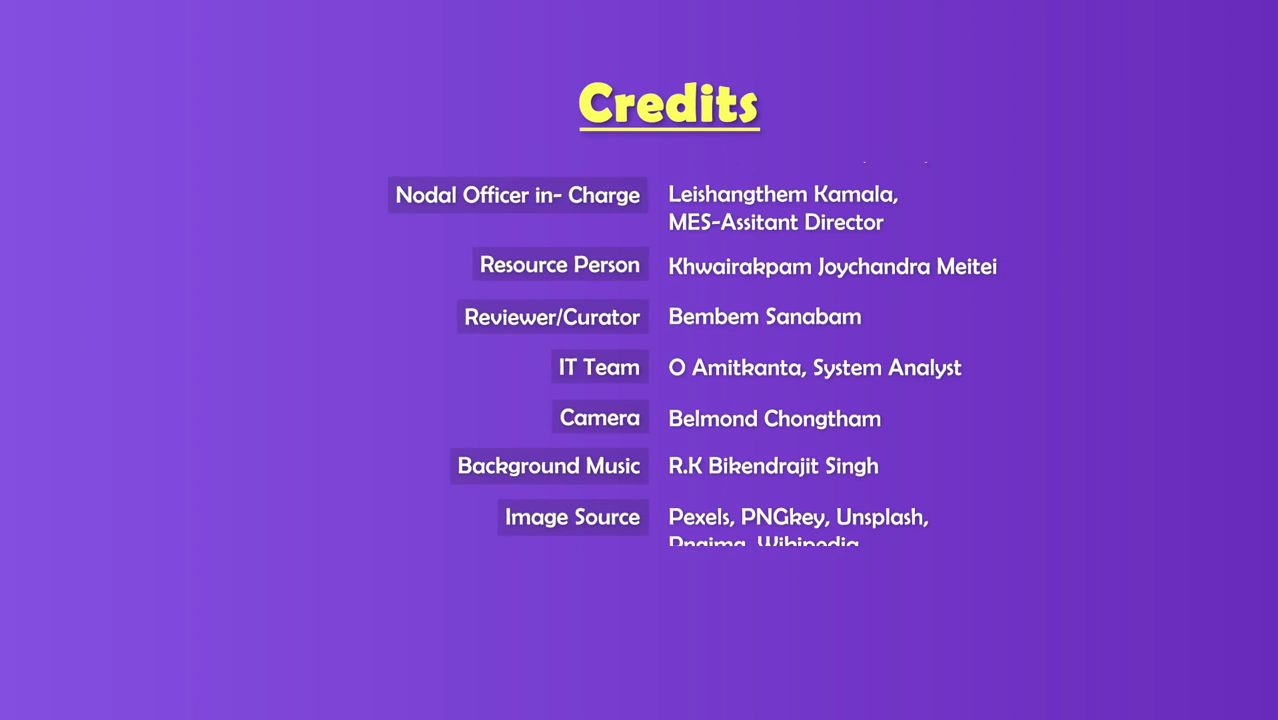 Credits
Nodal Officer in- Charge Leishangthem Kamala,
MES-Assitant Director
Resource Person Khwairakpam Joychandra Meitei
Reviewer/Curator Bembem Sanabam
IT Team O Amitkanta, System Analyst
Camera Belmond Chongtham
Background Music R.K Bikendrajit Singh
Image Source Pexels, PNGkey, Unsplash,
Wikipedia